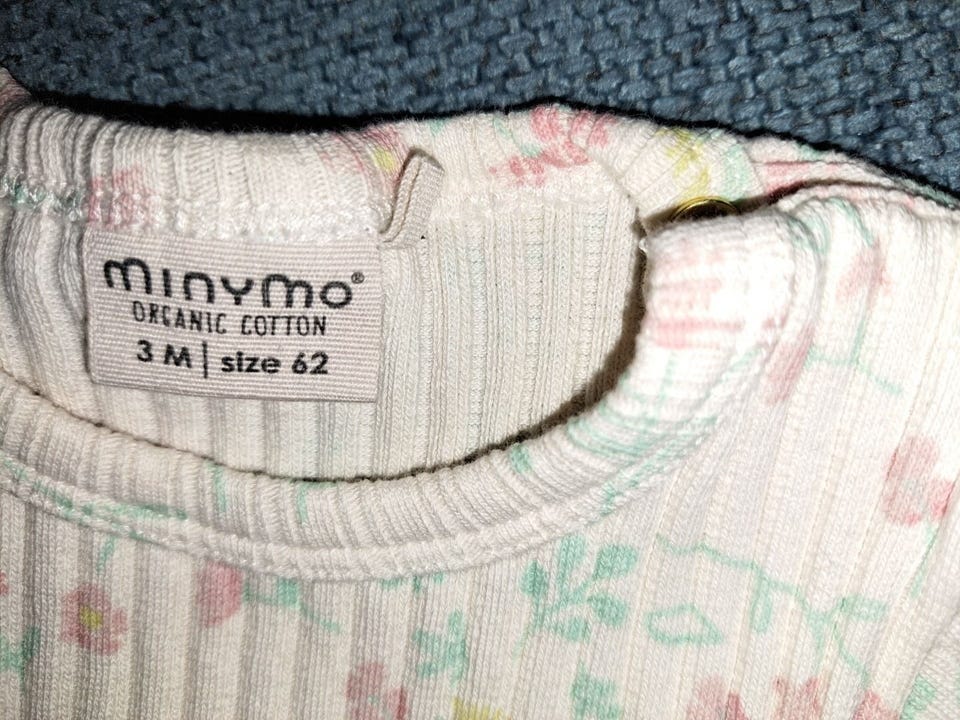 minymo®
ORGANIC COTTON
3 M | size 62